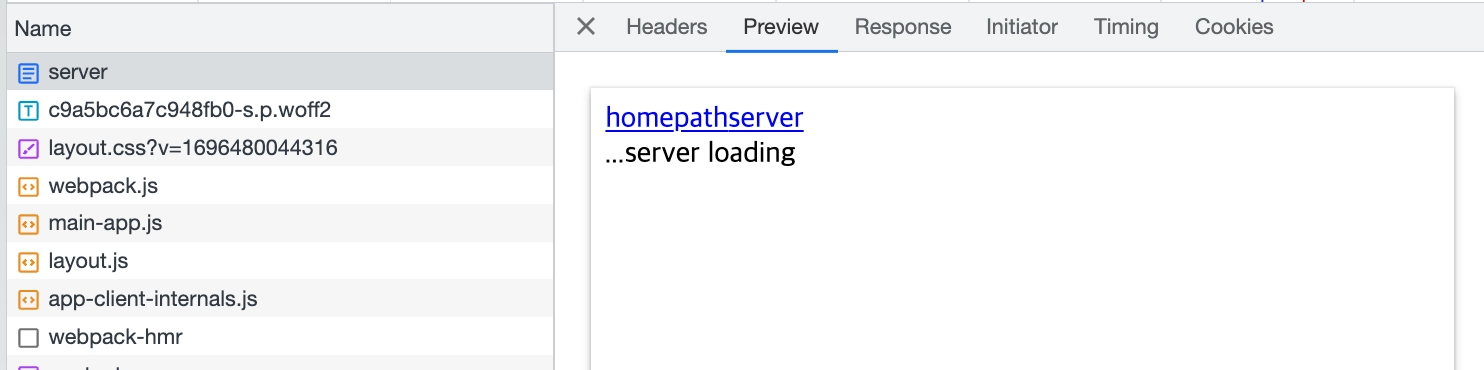 Name
server
c9a5bc6a7c948fb0-s.p.woff2
layout.css?v=1696480044316
webpack.js
main-app.js
layout.js
app-client-internals.js
webpack-hmr
Headers Preview Response Initiator Timing Cookies
homepathserver
...server loading